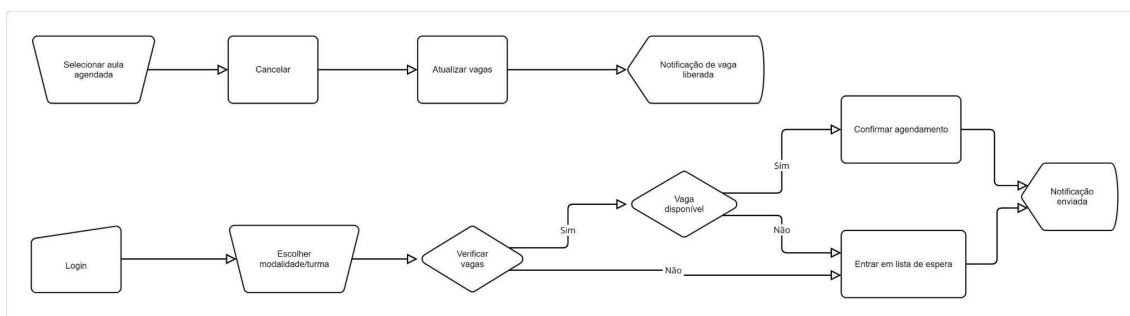 Selecionar aula
agendada
Cancelar
Atualizar vagas
Notificação de vaga
liberada
Confirmar agendamento
Sim
Vaga
disponível
Notificação
enviada
Sim
Não
Login
Escolher
modalidade/turma
Verificar
vagas
Não
Entrar em lista de espera